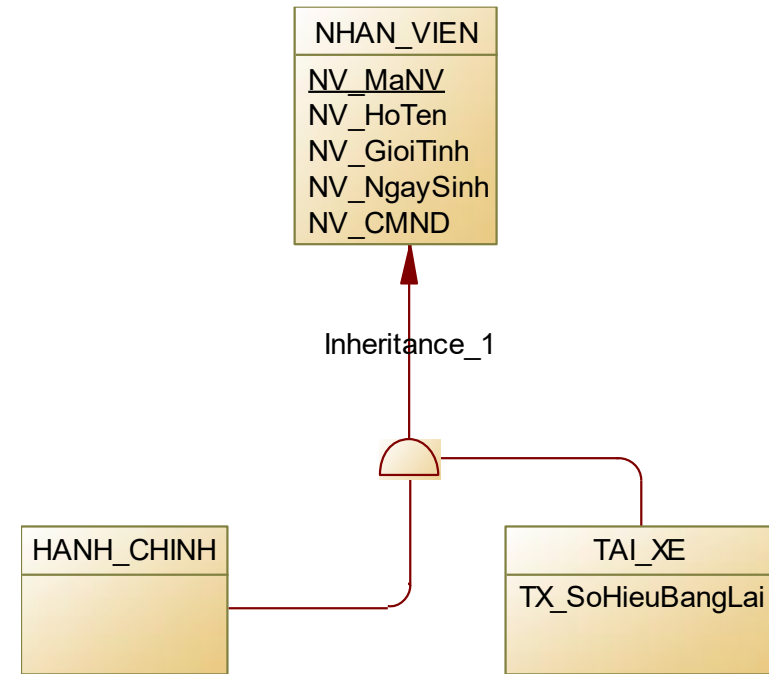 NHAN_VIEN
NV_MaNV
NV_HoTen
NV_GioiTinh
NV_NgaySinh
NV_CMND
Inheritance_1
HANH_CHINH
TAI_XE
TX_SoHieuBangLai